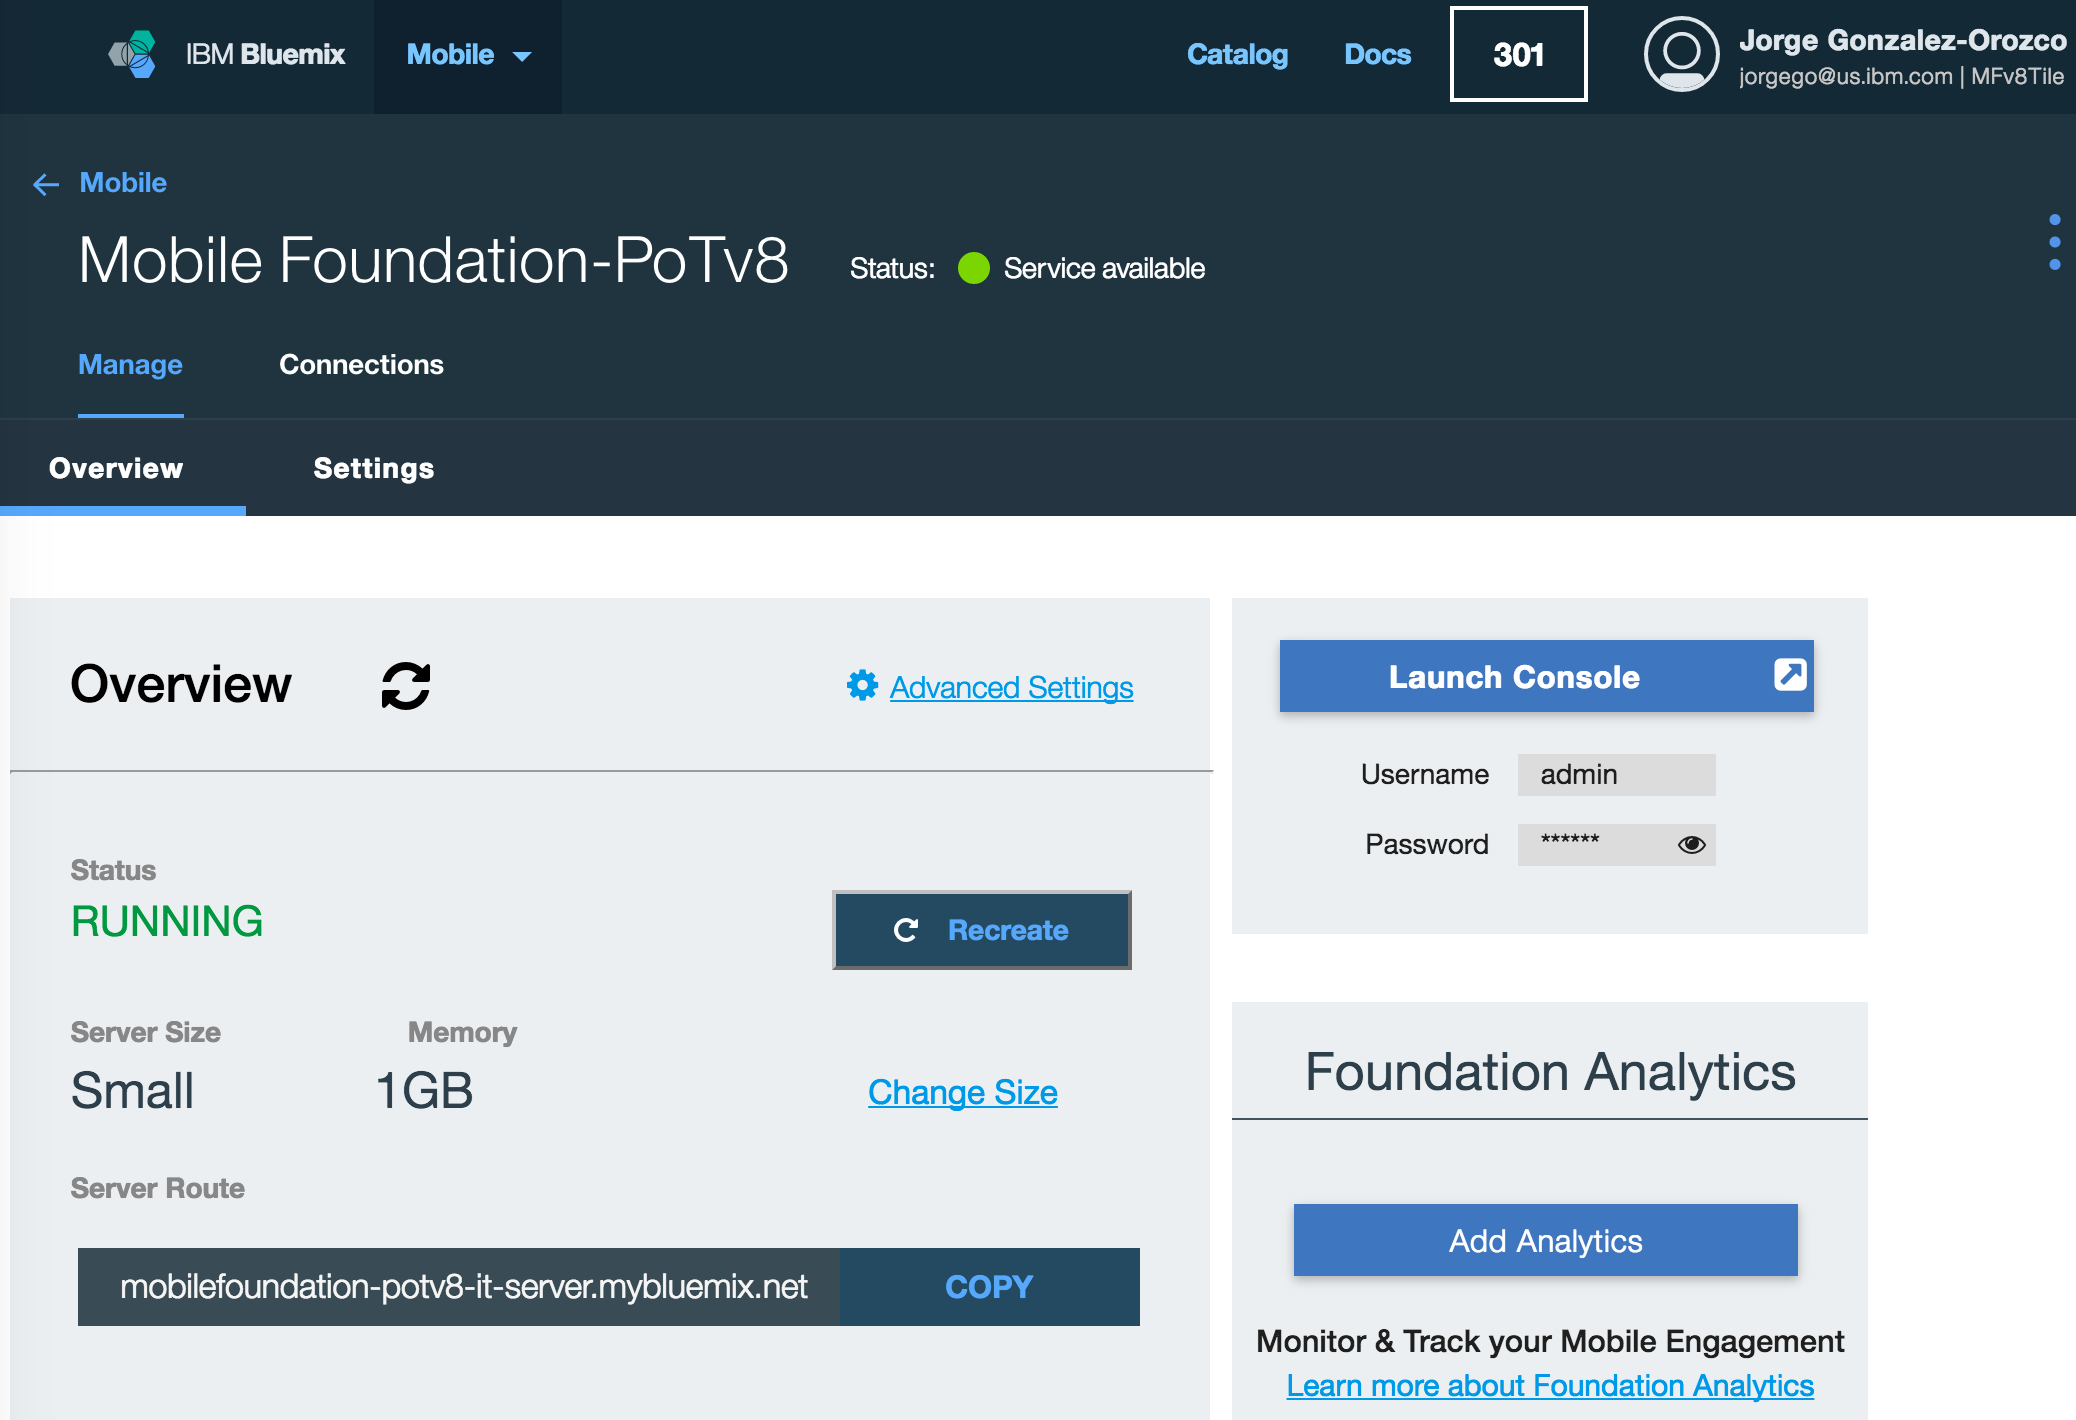 IBM Bluemix
Mobile
Catalog
Docs
301
Jorge Gonzalez-Orozco
jorgego@us.ibm.com | MFv8Tile
Mobile
Mobile Foundation-PoTv8
Status:
Service available
Manage
Connections
Overview
Settings
Overview
Advanced Settings
Status
RUNNING
Recreate
Server Size
Memory
Small
1GB
Change Size
Server Route
mobilefoundation-potv8-it-server.mybluemix.net
COPY
Launch Console
Username
admin
Password
******
Foundation Analytics
Add Analytics
Monitor & Track your Mobile Engagement
Learn more about Foundation Analytics